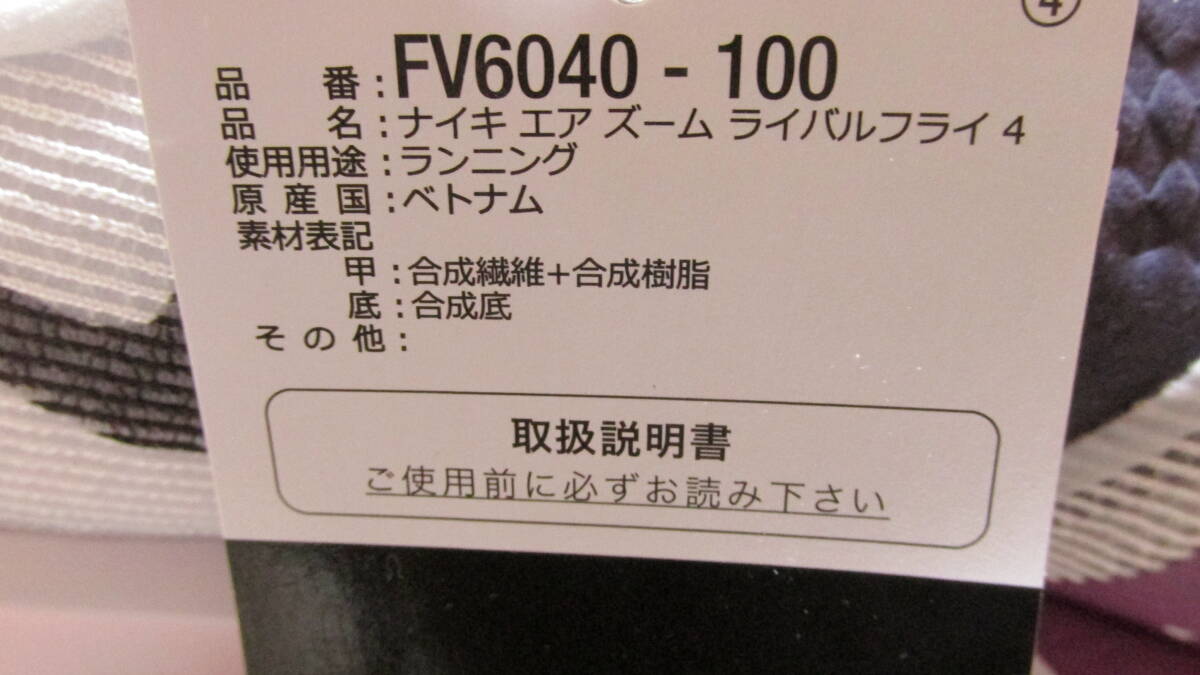 ④
品番:FV6040-100
品名:ナイキ エア ズーム ライバルフライ 4
使用用途:ランニング
原産国:ベトナム
素材表記
甲:合成繊維+合成樹脂
底:合成底
その他:
取扱説明書
ご使用前に必ずお読み下さい